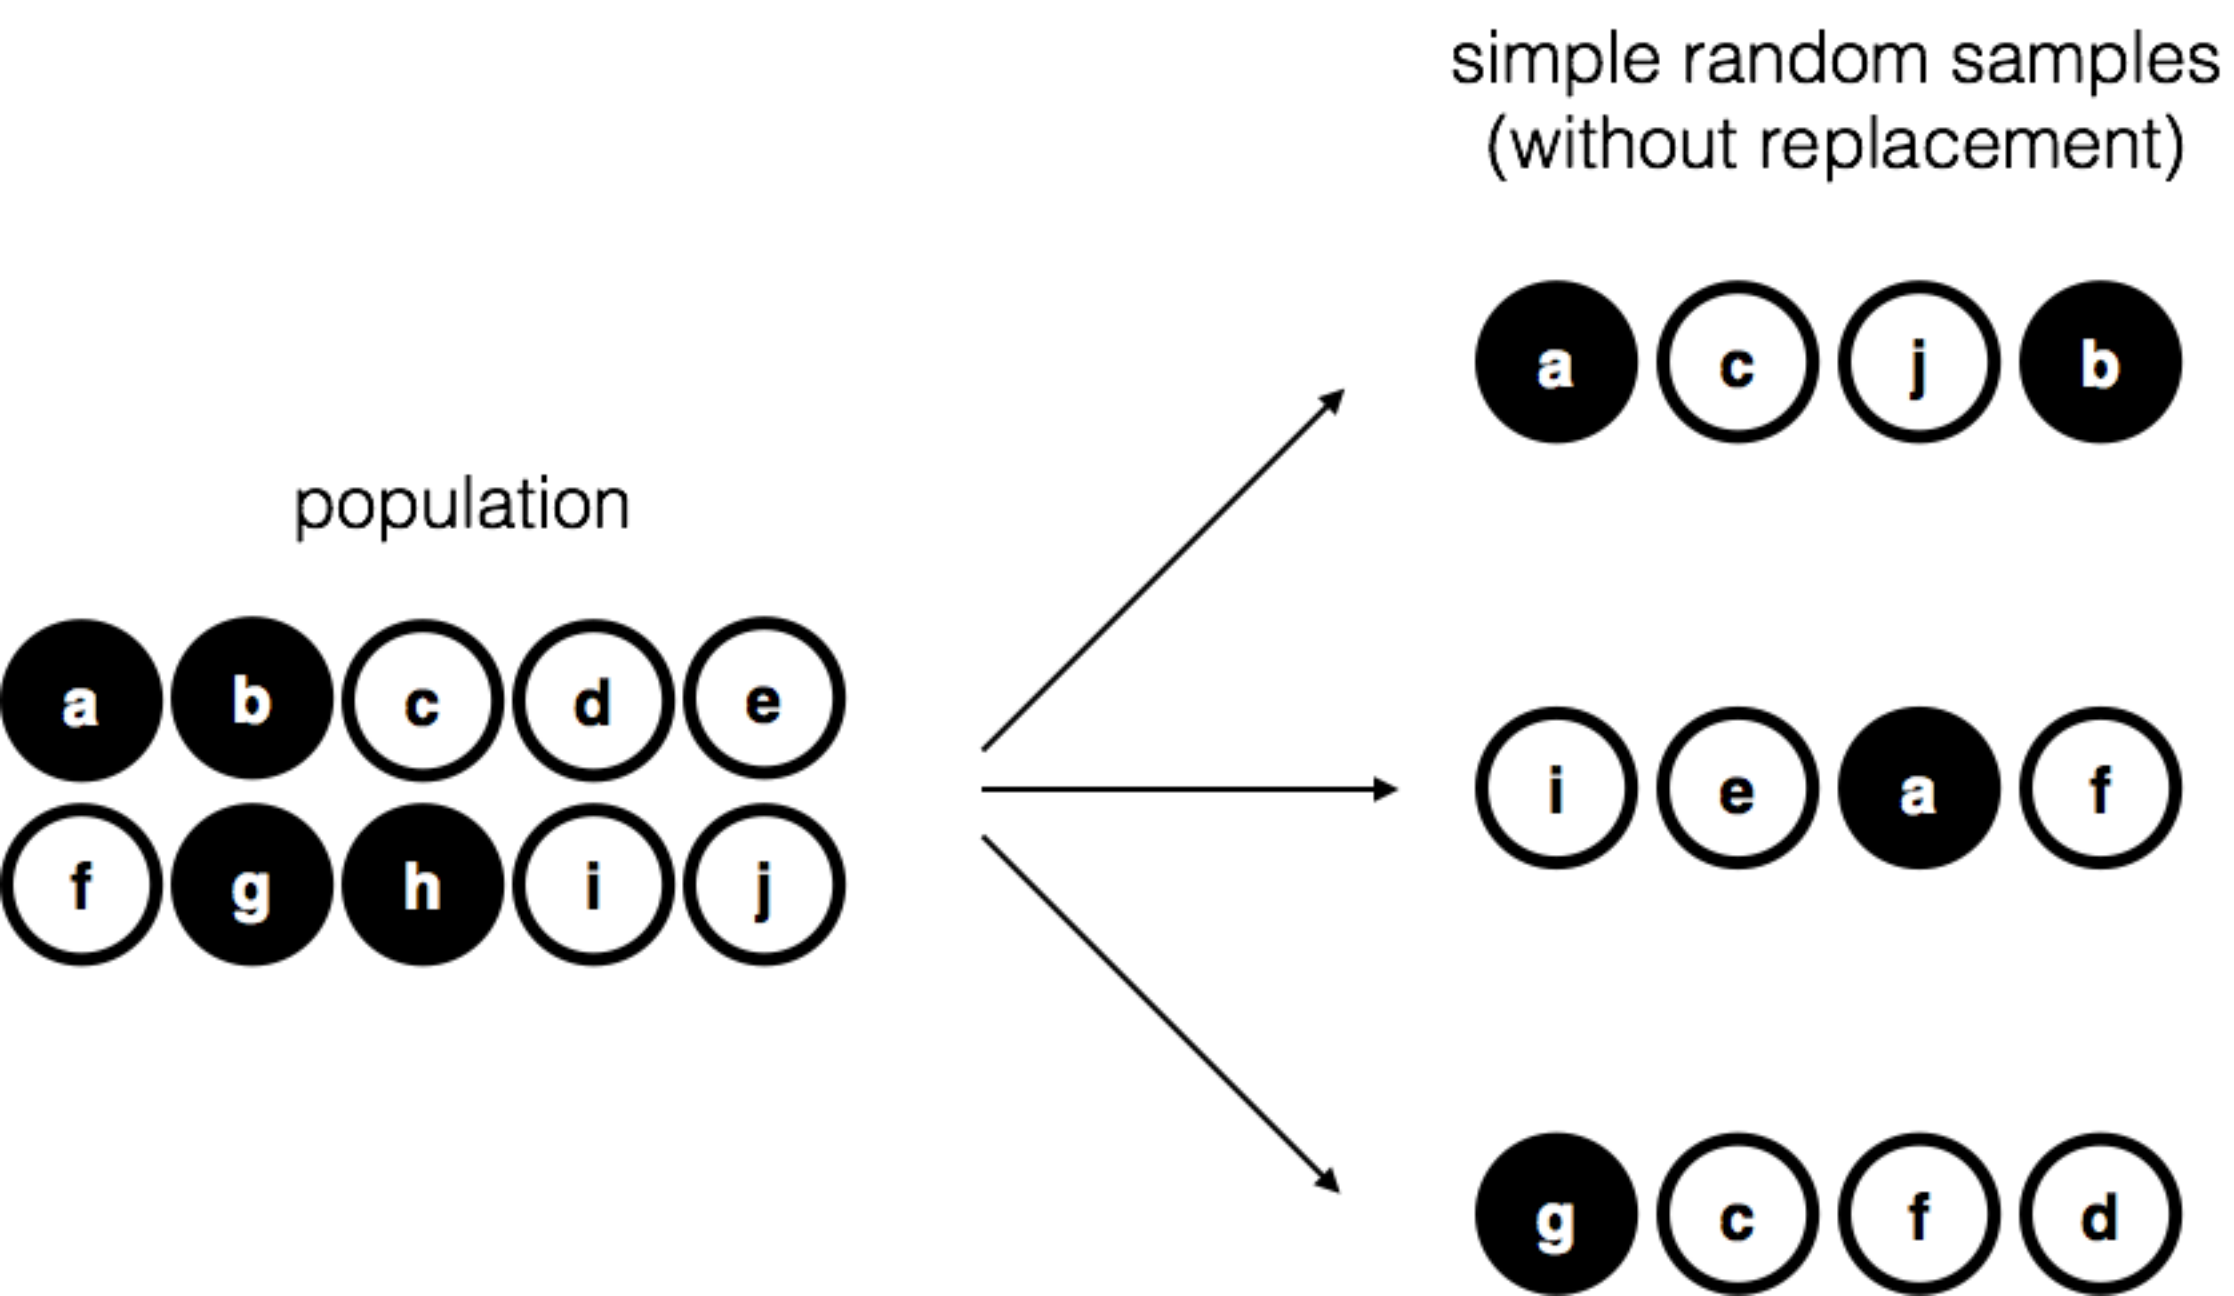 simple random samples
(without replacement)
a c j b
population
a b c d e
i e a f
f g h i j
g c f d